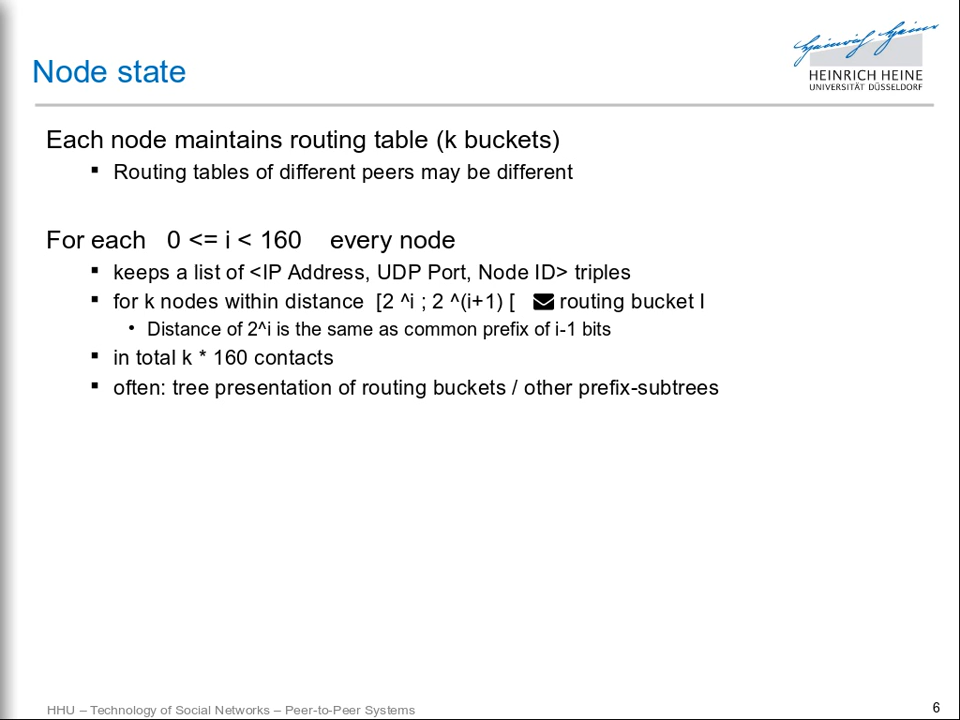 Node state
Heinrich Heine
HEINRICH HEINE
UNIVERSITÄT DÜSSELDORF
Each node maintains routing table (k buckets)
▪ Routing tables of different peers may be different
For each 0 <= i < 160 every node
▪ keeps a list of <IP Address, UDP Port, Node ID> triples
▪ for k nodes within distance [2 ^i ; 2 ^(i+1) [ ✉ routing bucket I
• Distance of 2^i is the same as common prefix of i-1 bits
▪ in total k * 160 contacts
▪ often: tree presentation of routing buckets / other prefix-subtrees
HHU – Technology of Social Networks – Peer-to-Peer Systems
6